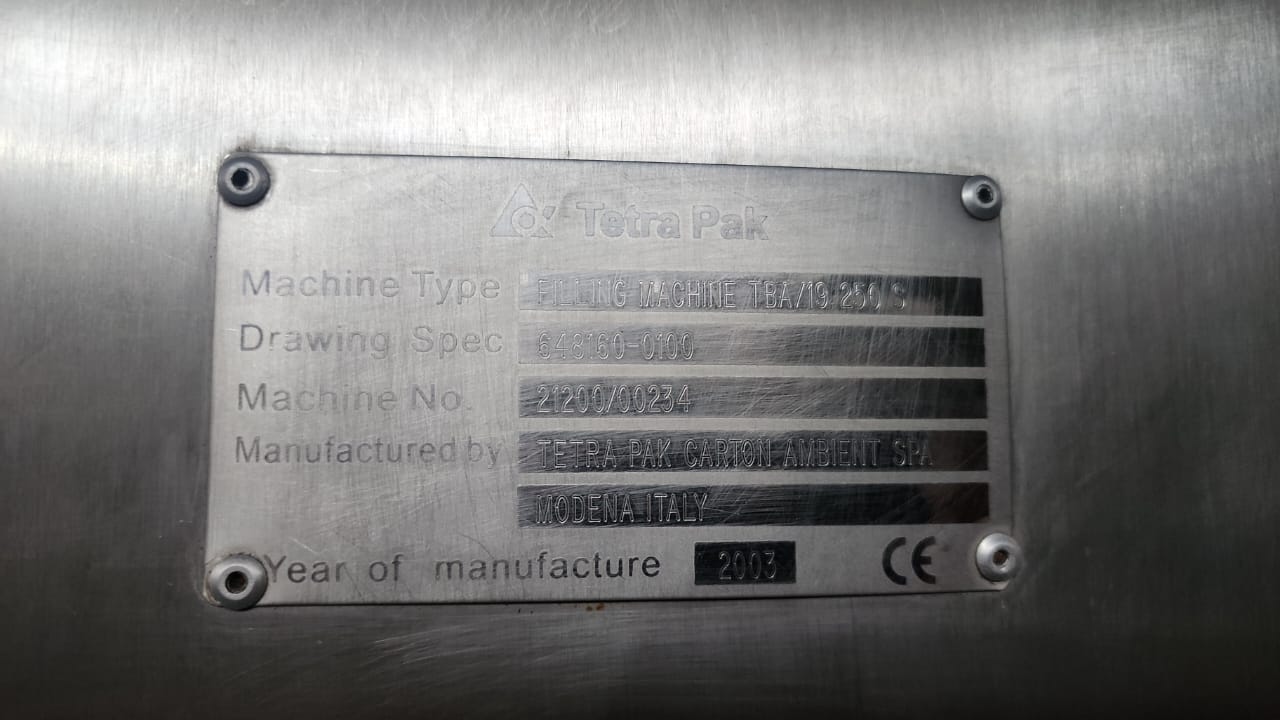 Tetra Pak
Machine Type FILLING MACHINE TBA/19 250 S
Drawing Spec 648160-0100
Machine No. 21200/00234
Manufactured by TETRA PAK CARTON AMBIENT SPA
MODENA ITALY
Year of manufacture 2003 CE